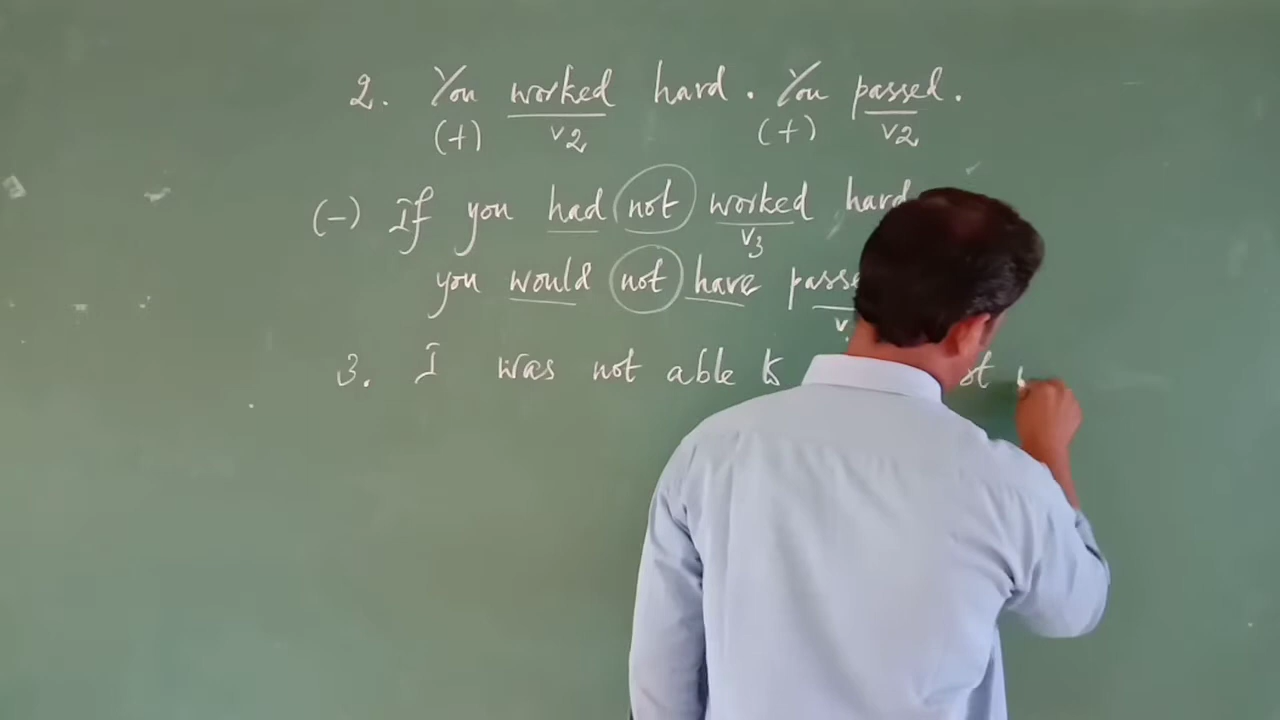 2. You worked hard. You passed.
(+) v2 (+) v2
(-) If you had not worked hard
v3
you would not have
3. I was not able to